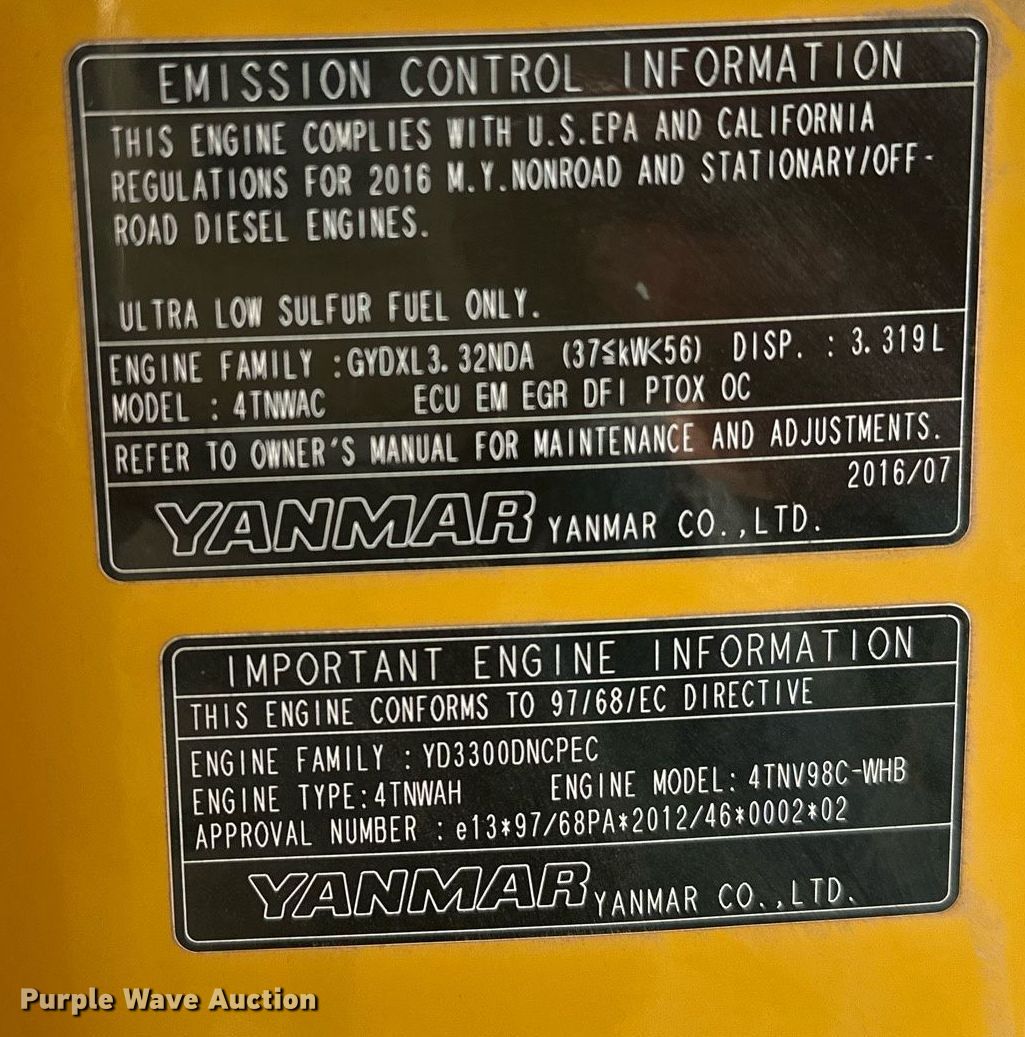 EMISSION CONTROL INFORMATION
THIS ENGINE COMPLIES WITH U.S.EPA AND CALIFORNIA
REGULATIONS FOR 2016 M.Y.NONROAD AND STATIONARY/OFF-
ROAD DIESEL ENGINES.
ULTRA LOW SULFUR FUEL ONLY.
ENGINE FAMILY :GYDXL3.32NDA (37≦kW<56) DISP. : 3.319L
MODEL : 4TNWAC ECU EM EGR DFI PTOX OC
REFER TO OWNER'S MANUAL FOR MAINTENANCE AND ADJUSTMENTS.
2016/07
YANMAR YANMAR CO.,LTD.
IMPORTANT ENGINE INFORMATION
THIS ENGINE CONFORMS TO 97/68/EC DIRECTIVE
ENGINE FAMILY : YD3300DNCPEC
ENGINE TYPE:4TNWAH ENGINE MODEL: 4TNV98C-WHB
APPROVAL NUMBER : e13*97/68PA*2012/46*0002*02
YANMAR YANMAR CO.,LTD.
Purple Wave Auction